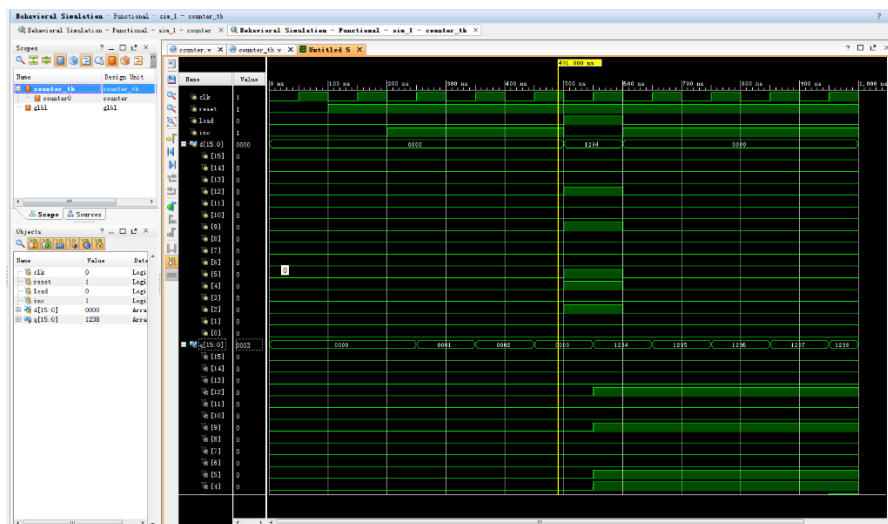 Behavioral Simulation - Functional - sim_1 - counter_tb
?
Behavioral Simulation - Functional - sim_1 - counter × Behavioral Simulation - Functional - sim_1 - counter_tb ×
Scopes
Name Design Unit
counter_tb counter_tb
counter0 counter
glbl glbl
Scope Sources
Objects
Name Value Data
clk 0 Logi
reset 1 Logi
load 0 Logi
inc 1 Logi
d[15:0] 0000 Arra
q[15:0] 1238 Arra
counter.v × counter_tb.v × Untitled 5 ×
491.000 ns
Name Value
0 ns 100 ns 200 ns 300 ns 400 ns 500 ns 600 ns 700 ns 800 ns 900 ns 1,000 ns
clk 1
reset 1
load 0
inc 1
d[15:0] 0000 0000 1234 0000
[15] 0
[14] 0
[13] 0
[12] 0
[11] 0
[10] 0
[9] 0
[8] 0
[7] 0
[6] 0
[5] 0
0
[4] 0
[3] 0
[2] 0
[1] 0
[0] 0
q[15:0] 0003 0000 0001 0002 0003 1234 1235 1236 1237 1238
[15] 0
[14] 0
[13] 0
[12] 0
[11] 0
[10] 0
[9] 0
[8] 0
[7] 0
[6] 0
[5] 0
[4] 0